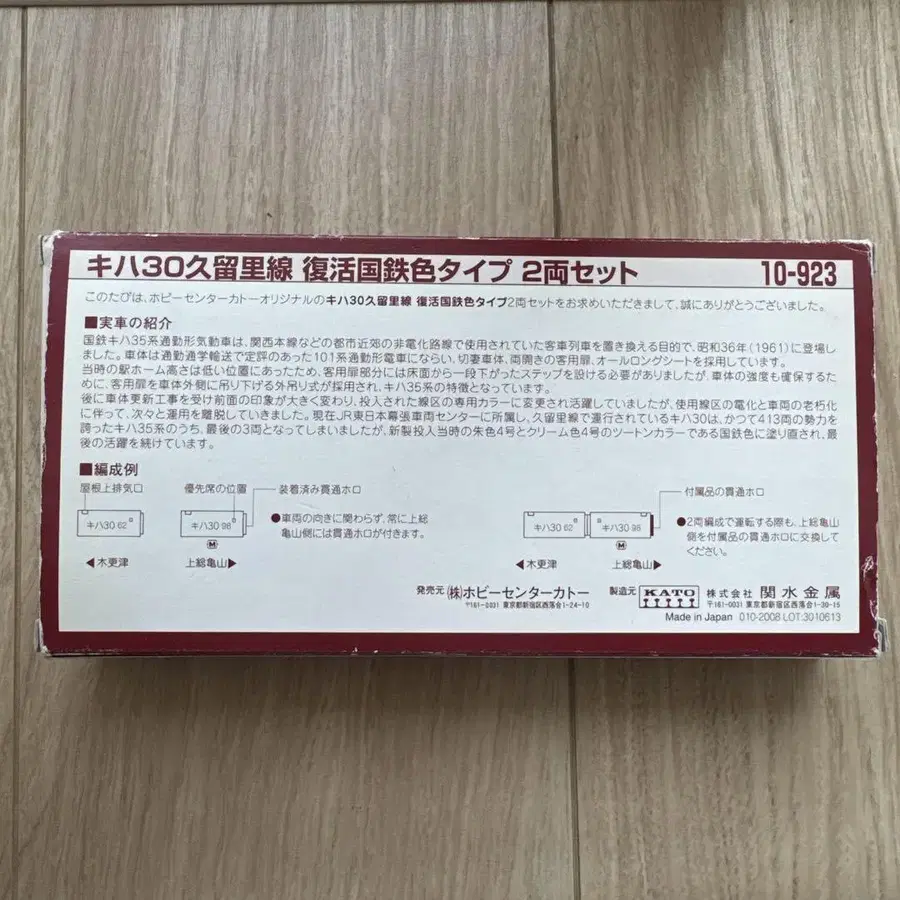 キハ30久留里線 復活国鉄色タイプ 2両セット 10-923
このたびは、ホビーセンターカトーオリジナルのキハ30久留里線 復活国鉄色タイプ2両セットをお求めいただきまして、誠にありがとうございました。
■実車の紹介
国鉄キハ35系通勤形気動車は、関西本線などの都市近郊の非電化路線で使用されていた客車列車を置き換える目的で、昭和36年(1961)に登場し
ました。車体は通勤通学輸送で定評のあった101系通勤形電車にならい、切妻車体、両開きの客用扉、オールロングシートを採用しています。
当時の駅ホーム高さは低い位置にあったため、客用扉部分には床面から一段下がったステップを設ける必要がありましたが、車体の強度も確保するた
めに、客用扉を車体外側に吊り下げる外吊り式が採用され、キハ35系の特徴となっています。
後に車体更新工事を受け前面の印象が大きく変わり、投入された線区の専用カラーに変更され活躍していましたが、使用線区の電化と車両の老朽化
に伴って、次々と運用を離脱していきました。現在JR東日本幕張車両センターに所属し、久留里線で運行されているキハ30は、かつて413両の勢力を
誇ったキハ35系のうち、最後の3両となってしまいましたが、新製投入当時の朱色4号とクリーム色4号のツートンカラーである国鉄色に塗り直され、最
後の活躍を続けています。
■編成例
屋根上排気口 優先席の位置 装着済み貫通ホロ
キハ30 62 キハ30 98
●車両の向きに関わらず、常に上総
亀山側には貫通ホロが付きます。
M
◀木更津 上総亀山▶
付属品の貫通ホロ
キハ30 62 キハ30 98
●2両編成で運転する際も、上総亀山
側を付属品の貫通ホロに交換して
ください。
M
◀木更津 上総亀山▶
発売元 (株)ホビーセンターカトー
〒161-0031 東京都新宿区西落合1-24-10
製造元 KATO 株式会社 関水金属
〒161-0031 東京都新宿区西落合1-30-15
Made in Japan 010-2008 LOT:3010613